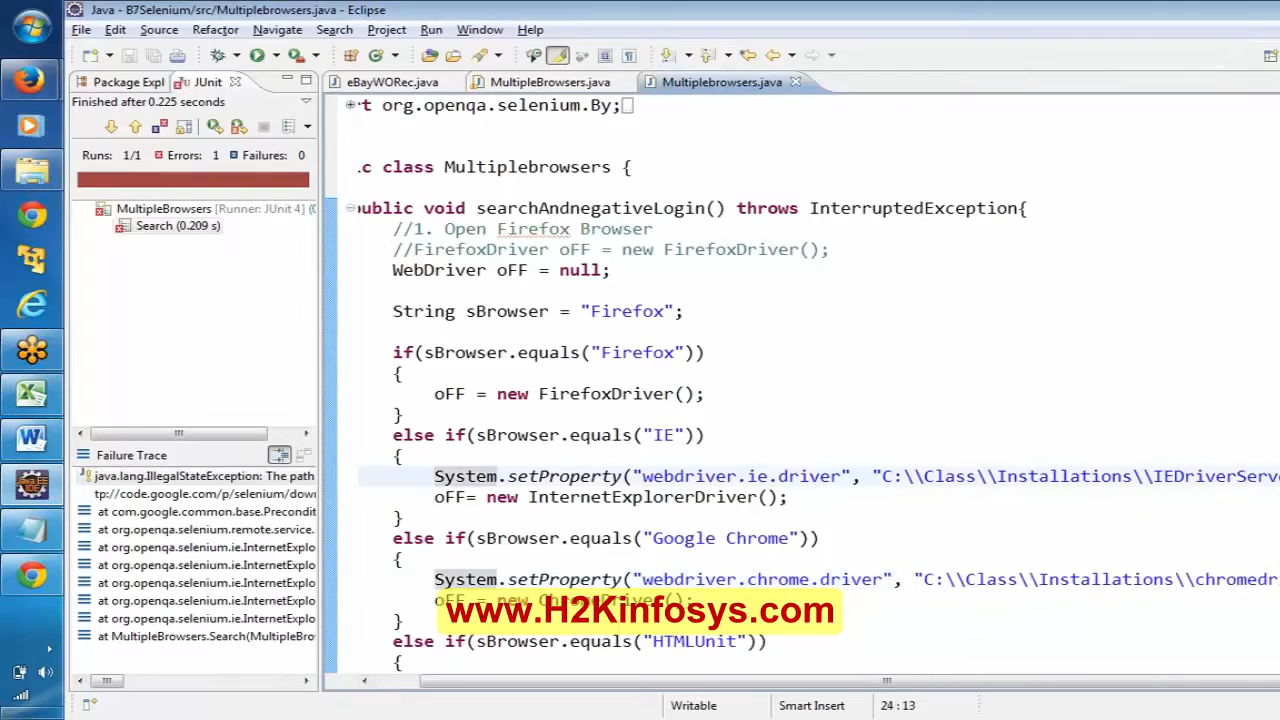 Java - B7Selenium/src/Multiplebrowsers.java - Eclipse
File Edit Source Refactor Navigate Search Project Run Window Help
Package Expl JUnit
eBayWORec.java MultipleBrowsers.java Multiplebrowsers.java
Finished after 0.225 seconds
Runs: 1/1 Errors: 1 Failures: 0
MultipleBrowsers [Runner: JUnit 4] (0
Search (0.209 s)
Failure Trace
java.lang.IllegalStateException: The path
tp://code.google.com/p/selenium/down
at com.google.common.base.Precondit
at org.openqa.selenium.remote.service.
at org.openqa.selenium.ie.InternetExplo
at org.openqa.selenium.ie.InternetExplo
at org.openqa.selenium.ie.InternetExplo
at org.openqa.selenium.ie.InternetExplo
at org.openqa.selenium.ie.InternetExplo
at MultipleBrowsers.Search(MultipleBro
t org.openqa.selenium.By;
.c class Multiplebrowsers {
public void searchAndnegativeLogin() throws InterruptedException{
//1. Open Firefox Browser
//FirefoxDriver oFF = new FirefoxDriver();
WebDriver oFF = null;
String sBrowser = "Firefox";
if(sBrowser.equals("Firefox"))
{
oFF = new FirefoxDriver();
}
else if(sBrowser.equals("IE"))
{
System.setProperty("webdriver.ie.driver", "C:\\Class\\Installations\\IEDriverServe
oFF= new InternetExplorerDriver();
}
else if(sBrowser.equals("Google Chrome"))
{
System.setProperty("webdriver.chrome.driver", "C:\\Class\\Installations\\chromedri
oFF = new ChromeDriver();
www.H2Kinfosys.com
}
else if(sBrowser.equals("HTMLUnit"))
{
Writable Smart Insert 24 : 13